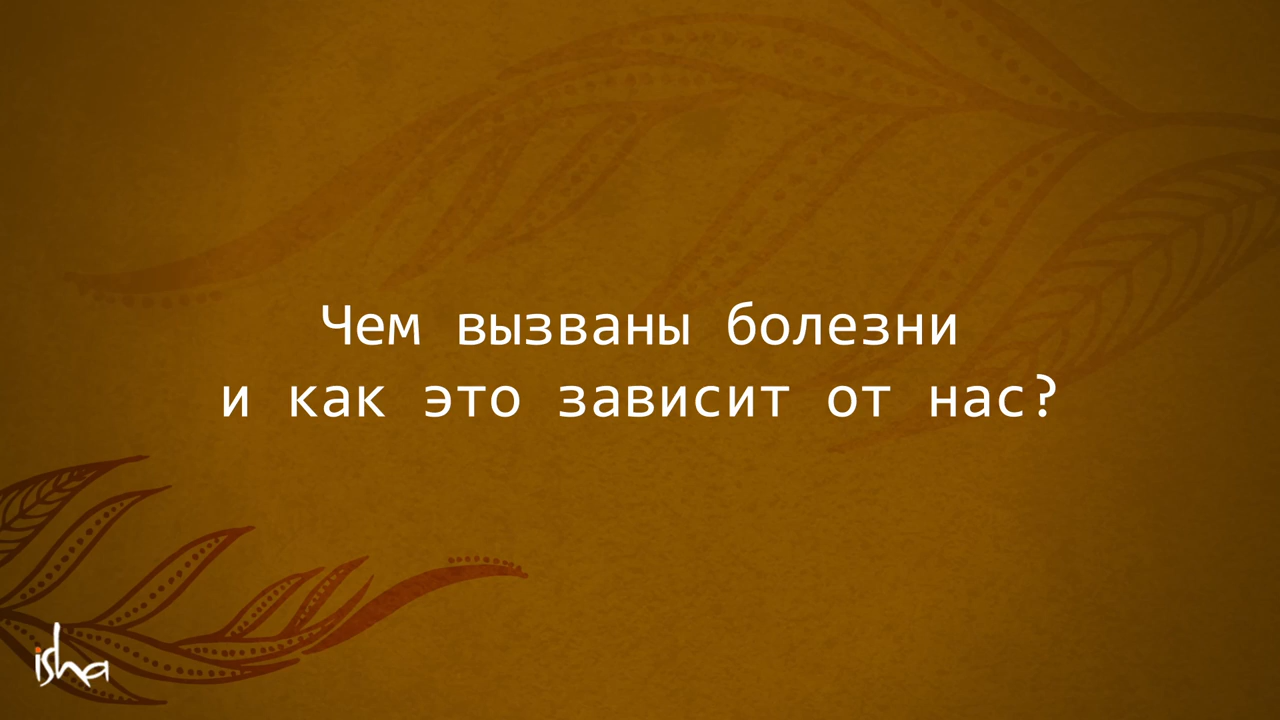 Чем вызваны болезни
и как это зависит от нас?
isha